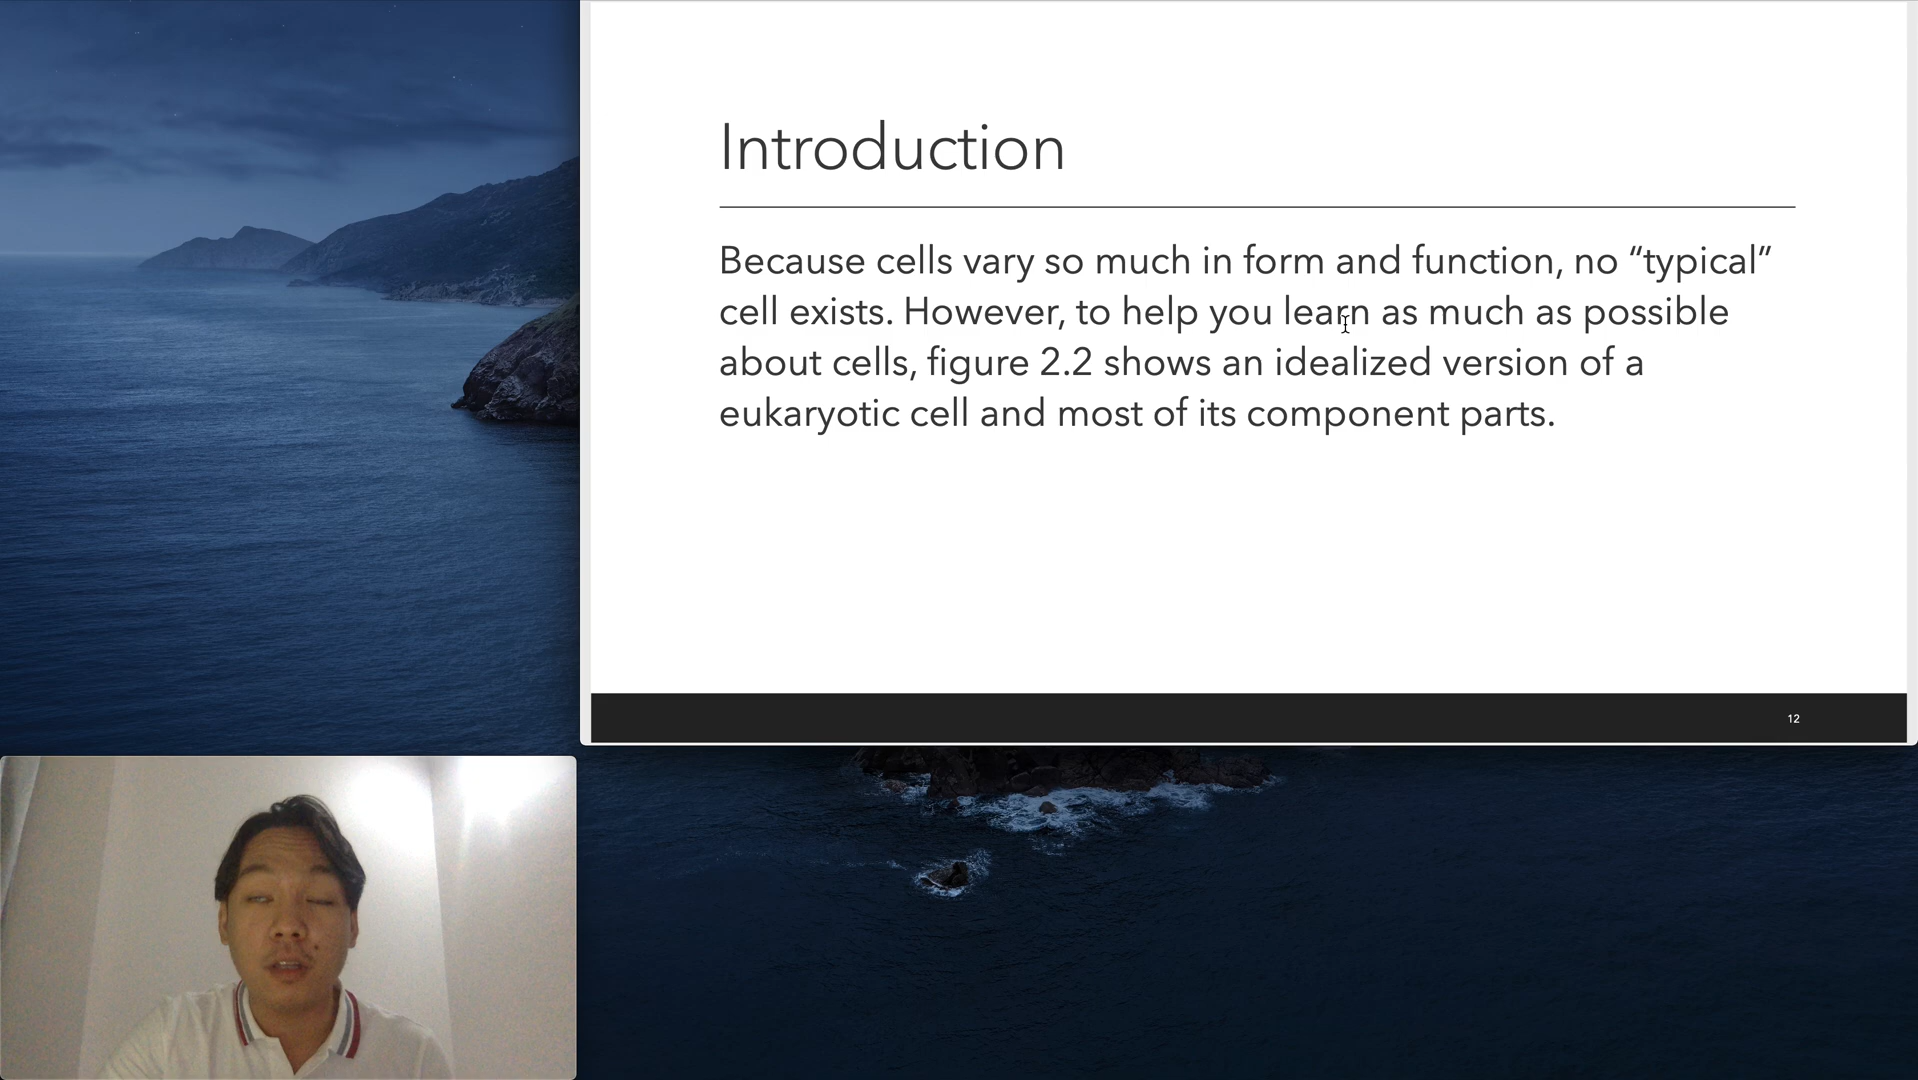 Introduction
Because cells vary so much in form and function, no “typical”
cell exists. However, to help you learn as much as possible
about cells, figure 2.2 shows an idealized version of a
eukaryotic cell and most of its component parts.
12